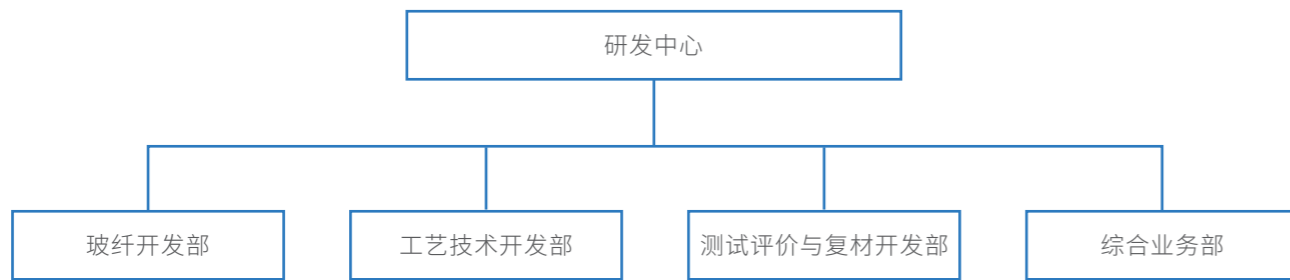 研发中心
玻纤开发部
工艺技术开发部
测试评价与复材开发部
综合业务部